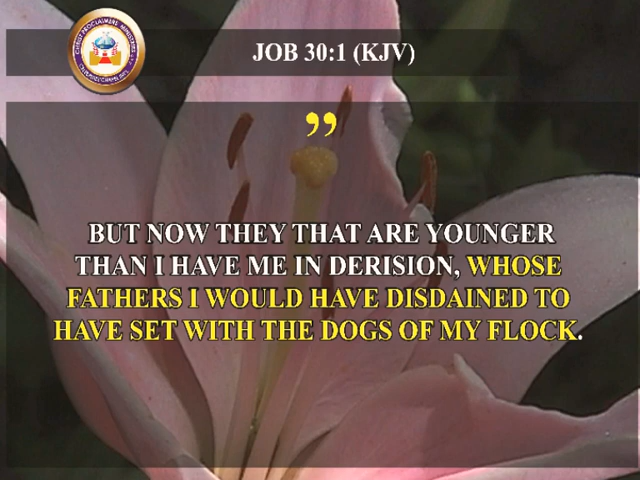 JOB 30:1 (KJV)
”
BUT NOW THEY THAT ARE YOUNGER
THAN I HAVE ME IN DERISION, WHOSE
FATHERS I WOULD HAVE DISDAINED TO
HAVE SET WITH THE DOGS OF MY FLOCK.